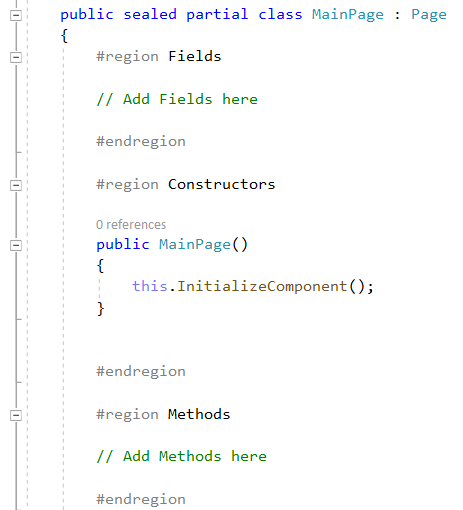 public sealed partial class MainPage : Page
{
#region Fields
// Add Fields here
#endregion
#region Constructors
0 references
public MainPage()
{
this.InitializeComponent();
}
#endregion
#region Methods
// Add Methods here
#endregion